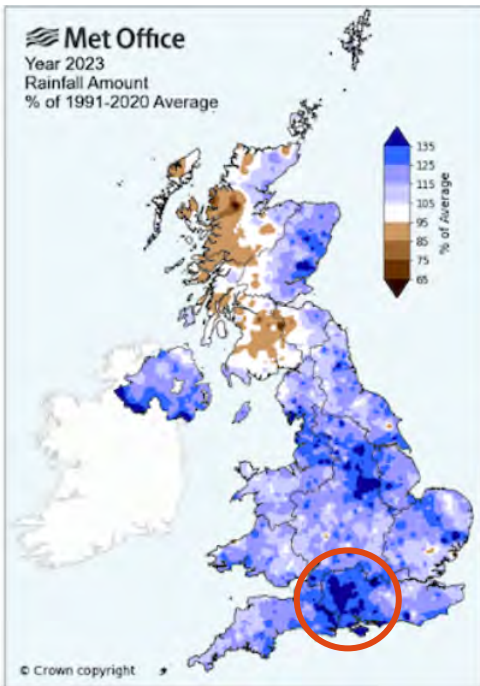 Met Office
Year 2023
Rainfall Amount
% of 1991-2020 Average
135
125
115
105
95
85
75
65
% of Average
© Crown copyright